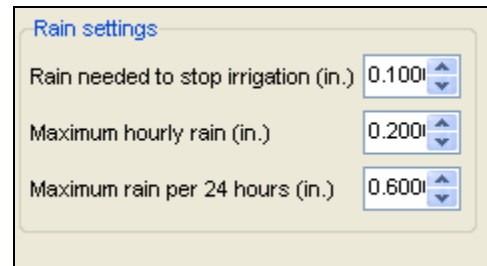 Rain settings
Rain needed to stop irrigation (in.) 0.100
Maximum hourly rain (in.) 0.200
Maximum rain per 24 hours (in.) 0.600